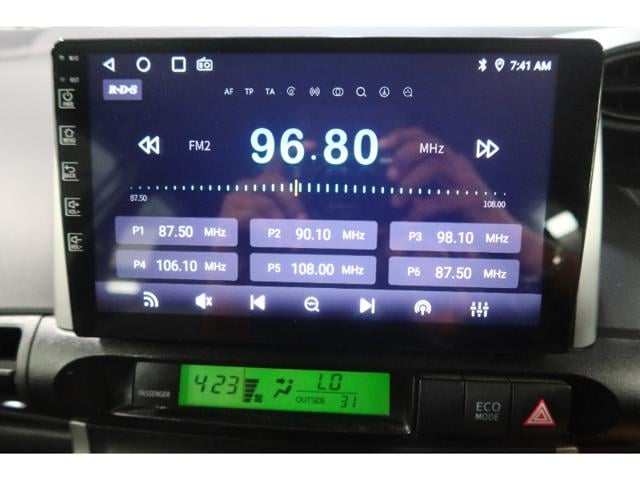 MIC
7:41 AM
RST
R·D·S
AF TP TA
FM2 96.80 MHz
87.50 108.00
P1 87.50 MHz P2 90.10 MHz P3 98.10 MHz
P4 106.10 MHz P5 108.00 MHz P6 87.50 MHz
PASSENGER 423 LO
OUTSIDE 31
ECO
MODE